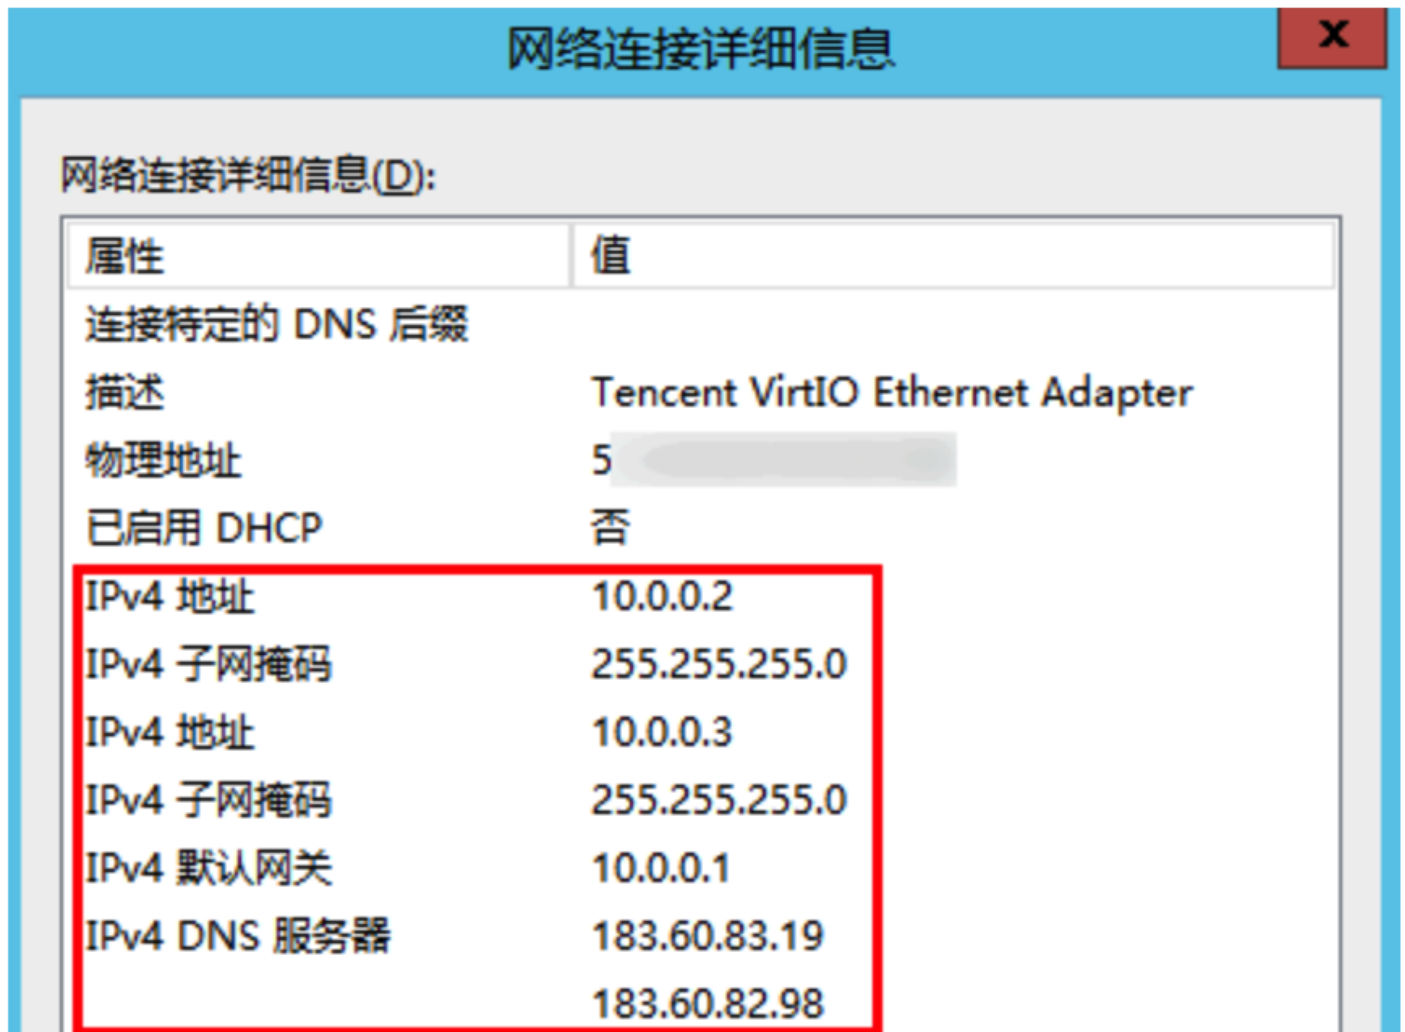 网络连接详细信息
x
网络连接详细信息(D):
属性 值
连接特定的 DNS 后缀
描述 Tencent VirtIO Ethernet Adapter
物理地址 5
已启用 DHCP 否
IPv4 地址 10.0.0.2
IPv4 子网掩码 255.255.255.0
IPv4 地址 10.0.0.3
IPv4 子网掩码 255.255.255.0
IPv4 默认网关 10.0.0.1
IPv4 DNS 服务器 183.60.83.19
183.60.82.98